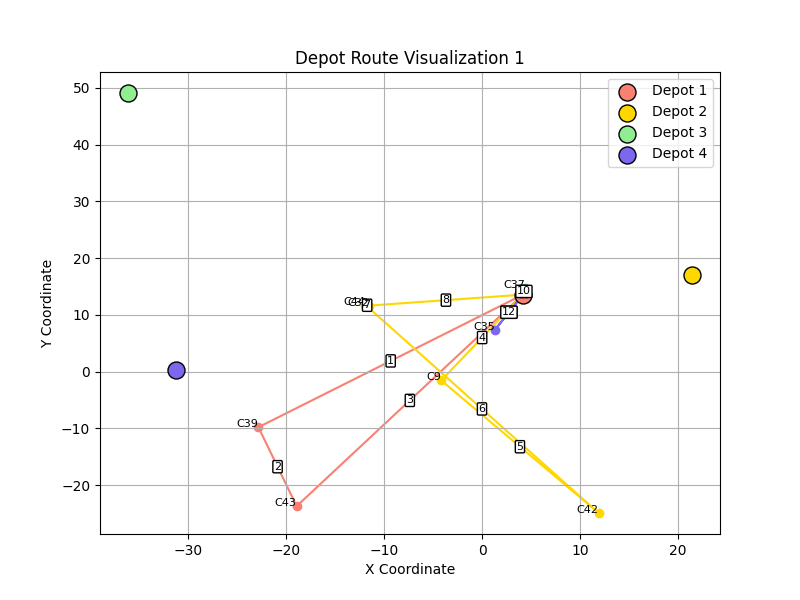 Depot Route Visualization 1
Depot 1
Depot 2
Depot 3
Depot 4
Y Coordinate
50
40
30
20
10
0
−10
−20
C37
10
7
8
12
C35
4
1
C9
3
6
C39
5
2
C43
C42
−30
−20
−10
0
10
20
X Coordinate